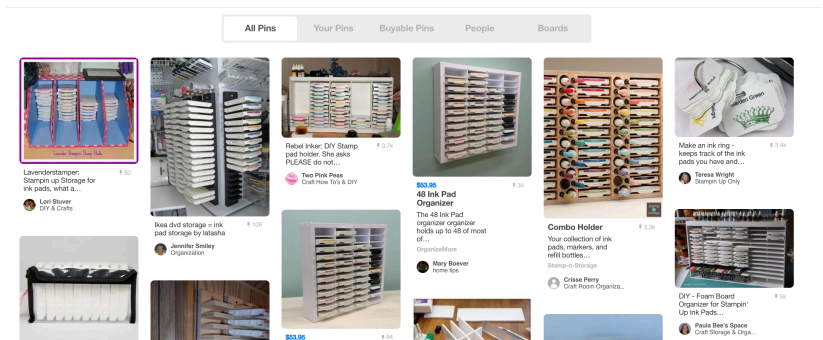 All Pins
Your Pins
Buyable Pins
People
Boards
Lavenderstamper:
Stampin up Storage for
ink pads, what a...
80
Lori Stuver
DIY & Crafts
Ikea dvd storage = ink
pad storage by latasha
106
Jennifer Smiley
Organization
Rebel Inker: DIY Stamp
pad holder. She asks
PLEASE do not...
3.7k
Two Pink Peas
Craft How To's & DIY
$53.95
64
$53.95
34
48 Ink Pad
Organizer
The 48 Ink Pad
organizer organizer
holds up to 48 of most
of...
OrganizeMore
Mary Boever
home tips
Combo Holder
3.3k
Your collection of ink
pads, markers, and
refill bottles...
Stamp-n-Storage
Crisse Perry
Craft Room Organiza...
Garden Green
Make an ink ring -
keeps track of the ink
pads you have and...
3.4k
Teresa Wright
Stampin Up Only
DIY - Foam Board
Organizer for Stampin'
Up Ink Pads...
5k
Paula Bee's Space
Craft Storage & Orga...